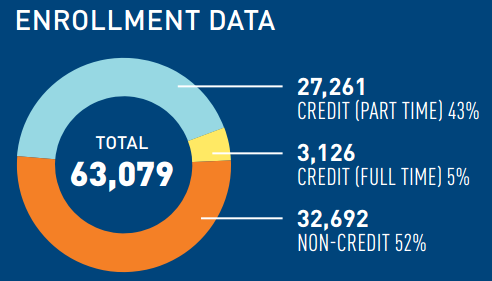 ENROLLMENT DATA
TOTAL
63,079
27,261
CREDIT (PART TIME) 43%
3,126
CREDIT (FULL TIME) 5%
32,692
NON-CREDIT 52%